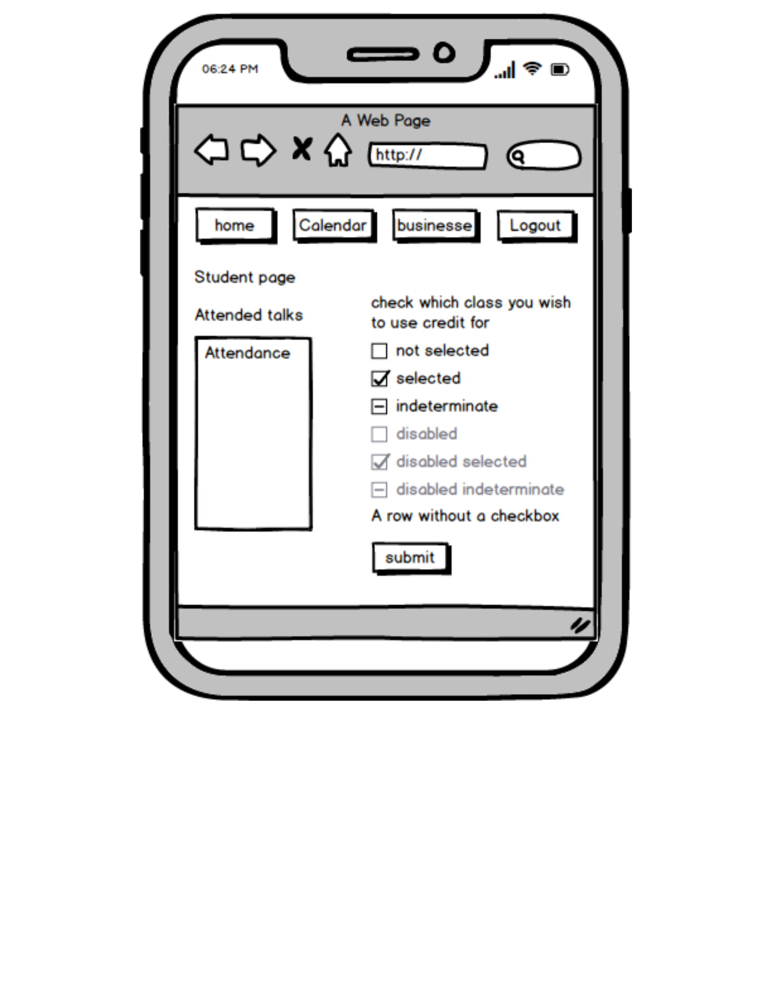 06:24 PM
A Web Page
http://
home
Calendar
businesse
Logout
Student page
Attended talks
Attendance
check which class you wish
to use credit for
not selected
selected
indeterminate
disabled
disabled selected
disabled indeterminate
A row without a checkbox
submit